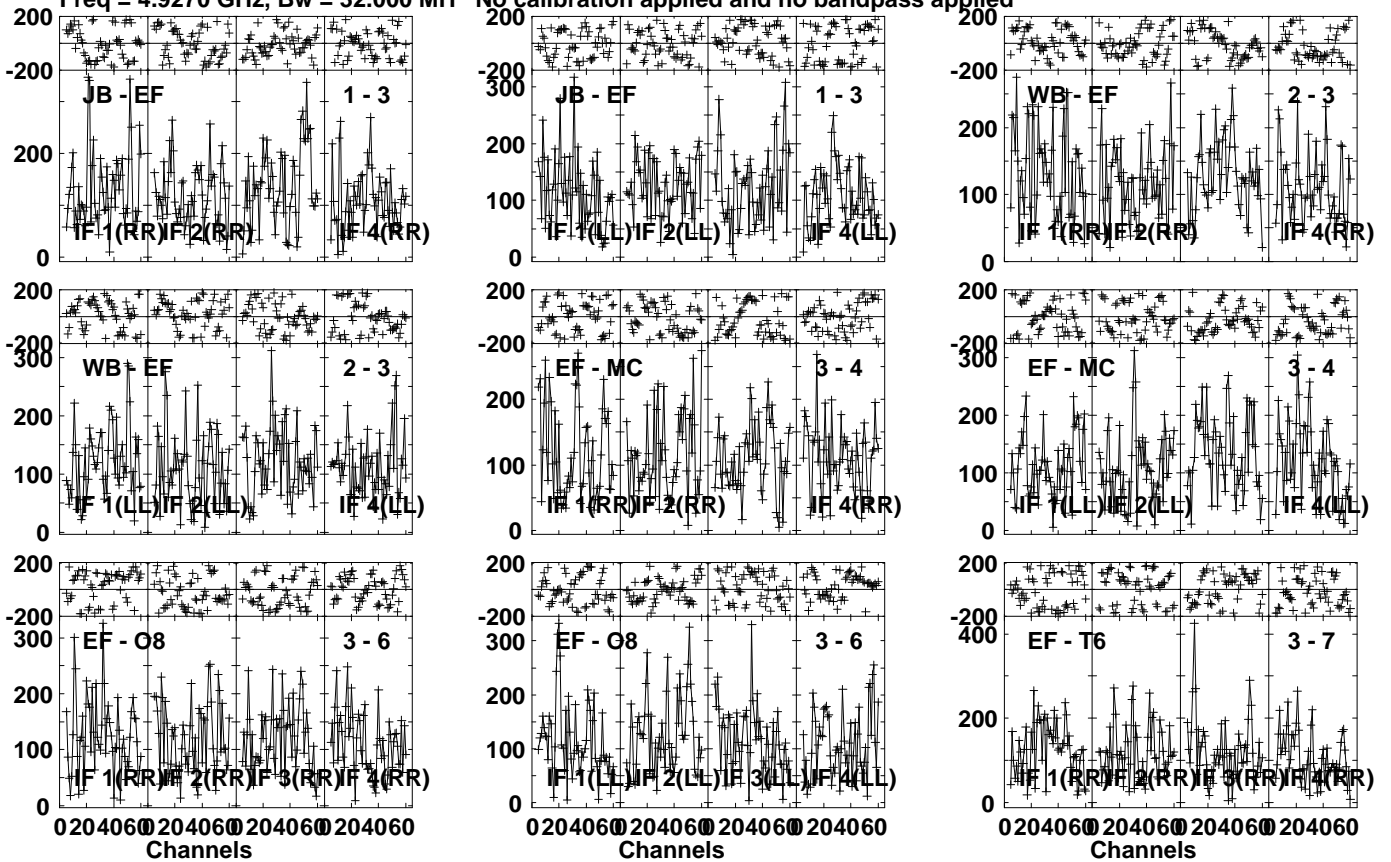 Freq = 4.9270 GHz, Bw = 32.000 MH No calibration applied and no bandpass applied
200
-200
JB - EF 1 - 3
200
0
IF 1(RR) IF 2(RR) IF 4(RR)
200
-200
JB - EF 1 - 3
300
200
100
0
IF 1(LL) IF 2(LL) IF 4(LL)
200
-200
WB - EF 2 - 3
200
100
0
IF 1(RR) IF 2(RR) IF 4(RR)
200
-200
WB - EF 2 - 3
300
200
100
0
IF 1(LL) IF 2(LL) IF 4(LL)
200
-200
EF - MC 3 - 4
200
100
0
IF 1(RR) IF 2(RR) IF 4(RR)
200
-200
EF - MC 3 - 4
300
200
100
0
IF 1(LL) IF 2(LL) IF 4(LL)
200
-200
EF - O8 3 - 6
300
200
100
0
IF 1(RR) IF 2(RR) IF 3(RR) IF 4(RR)
0 20 40 60 0 20 40 60 0 20 40 60 0 20 40 60
Channels
200
-200
EF - O8 3 - 6
300
200
100
0
IF 1(LL) IF 2(LL) IF 3(LL) IF 4(LL)
0 20 40 60 0 20 40 60 0 20 40 60 0 20 40 60
Channels
200
-200
EF - T6 3 - 7
400
200
0
IF 1(RR) IF 2(RR) IF 3(RR) IF 4(RR)
0 20 40 60 0 20 40 60 0 20 40 60 0 20 40 60
Channels